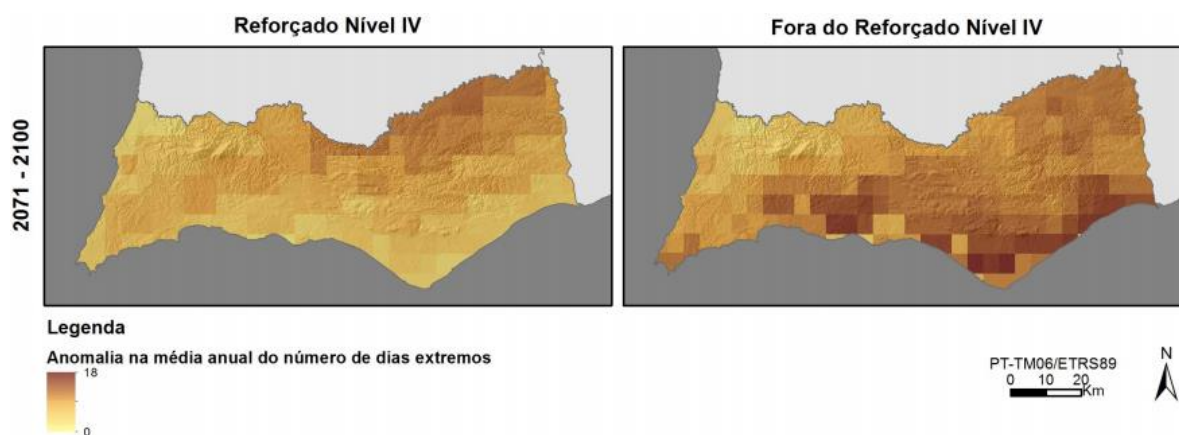 Reforçado Nível IV
Fora do Reforçado Nível IV
2071 - 2100
Legenda
Anomalia na média anual do número de dias extremos
18
0
PT-TM06/ETRS89
0 10 20
Km
N